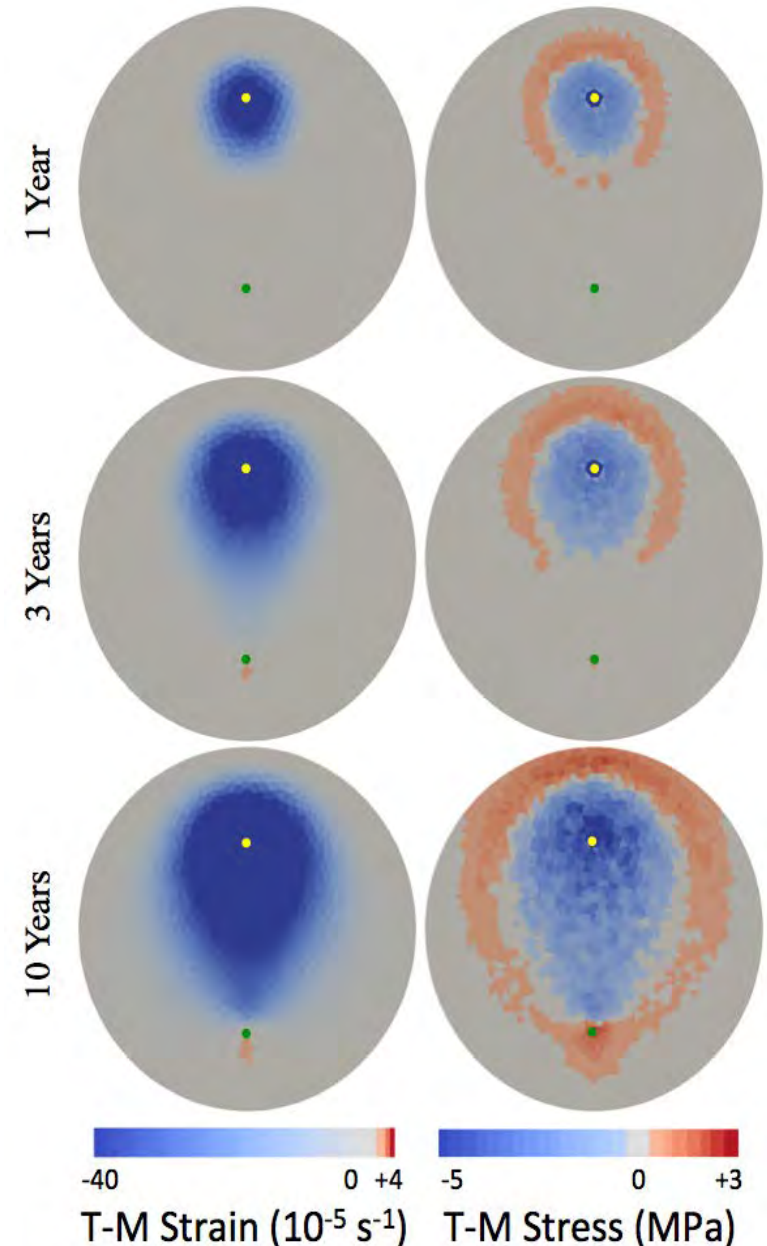 1 Year
3 Years
10 Years
-40 0 +4
-5 0 +3
T-M Strain (10⁻⁵ s⁻¹)
T-M Stress (MPa)